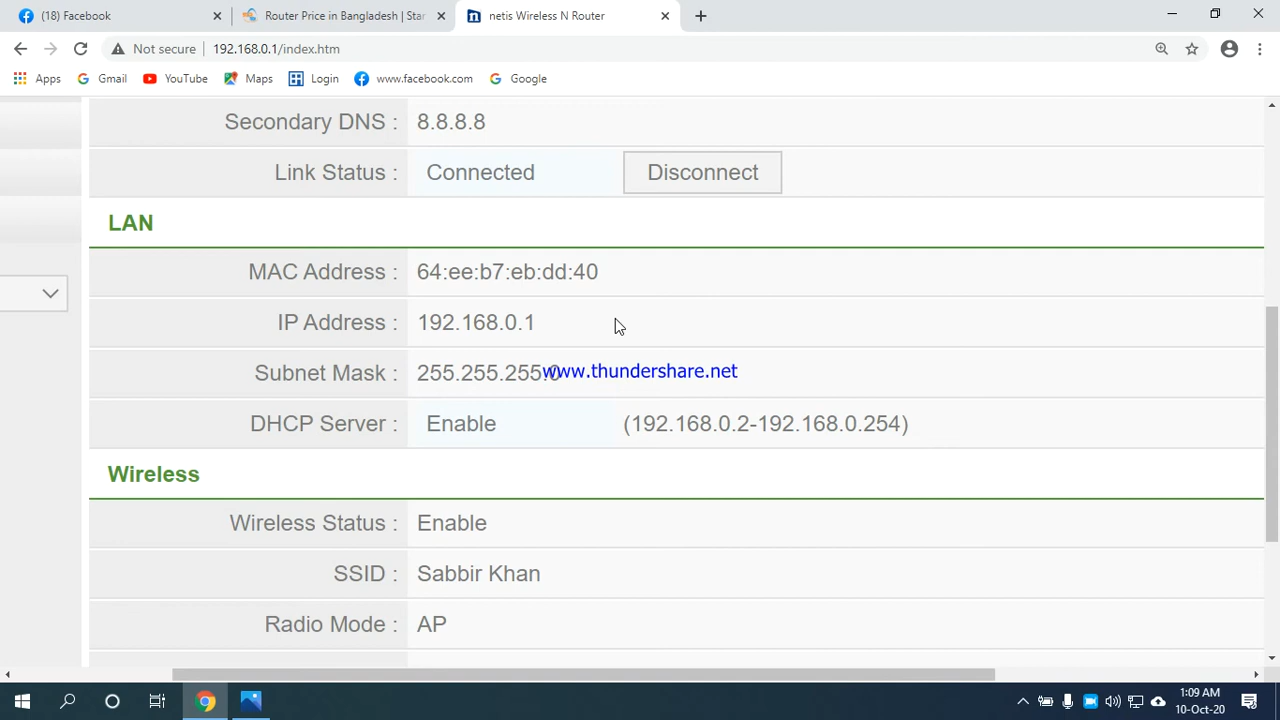 (18) Facebook
Router Price in Bangladesh | Star
netis Wireless N Router
Not secure
192.168.0.1/index.htm
Apps
Gmail
YouTube
Maps
Login
www.facebook.com
Google
Secondary DNS : 8.8.8.8
Link Status : Connected Disconnect
LAN
MAC Address : 64:ee:b7:eb:dd:40
IP Address : 192.168.0.1
Subnet Mask : 255.255.255.0
www.thundershare.net
DHCP Server : Enable (192.168.0.2-192.168.0.254)
Wireless
Wireless Status : Enable
SSID : Sabbir Khan
Radio Mode : AP
1:09 AM
10-Oct-20